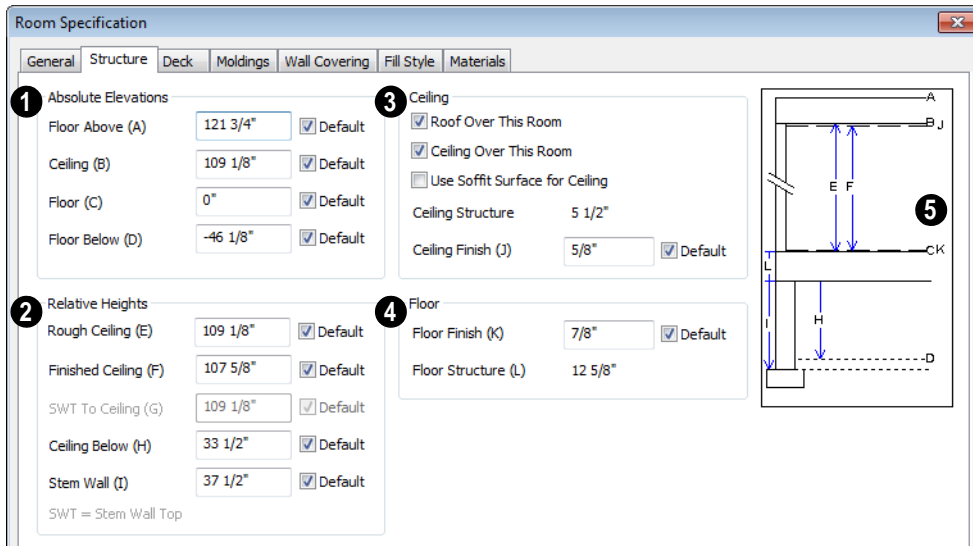 Room Specification
General Structure Deck Moldings Wall Covering Fill Style Materials
1 Absolute Elevations
Floor Above (A) 121 3/4" Default
Ceiling (B) 109 1/8" Default
Floor (C) 0" Default
Floor Below (D) -46 1/8" Default
2 Relative Heights
Rough Ceiling (E) 109 1/8" Default
Finished Ceiling (F) 107 5/8" Default
SWT To Ceiling (G) 109 1/8" Default
Ceiling Below (H) 33 1/2" Default
Stem Wall (I) 37 1/2" Default
SWT = Stem Wall Top
3 Ceiling
Roof Over This Room
Ceiling Over This Room
Use Soffit Surface for Ceiling
Ceiling Structure 5 1/2"
Ceiling Finish (J) 5/8" Default
4 Floor
Floor Finish (K) 7/8" Default
Floor Structure (L) 12 5/8"
A
B J
E F
5
C K
L
I H
D